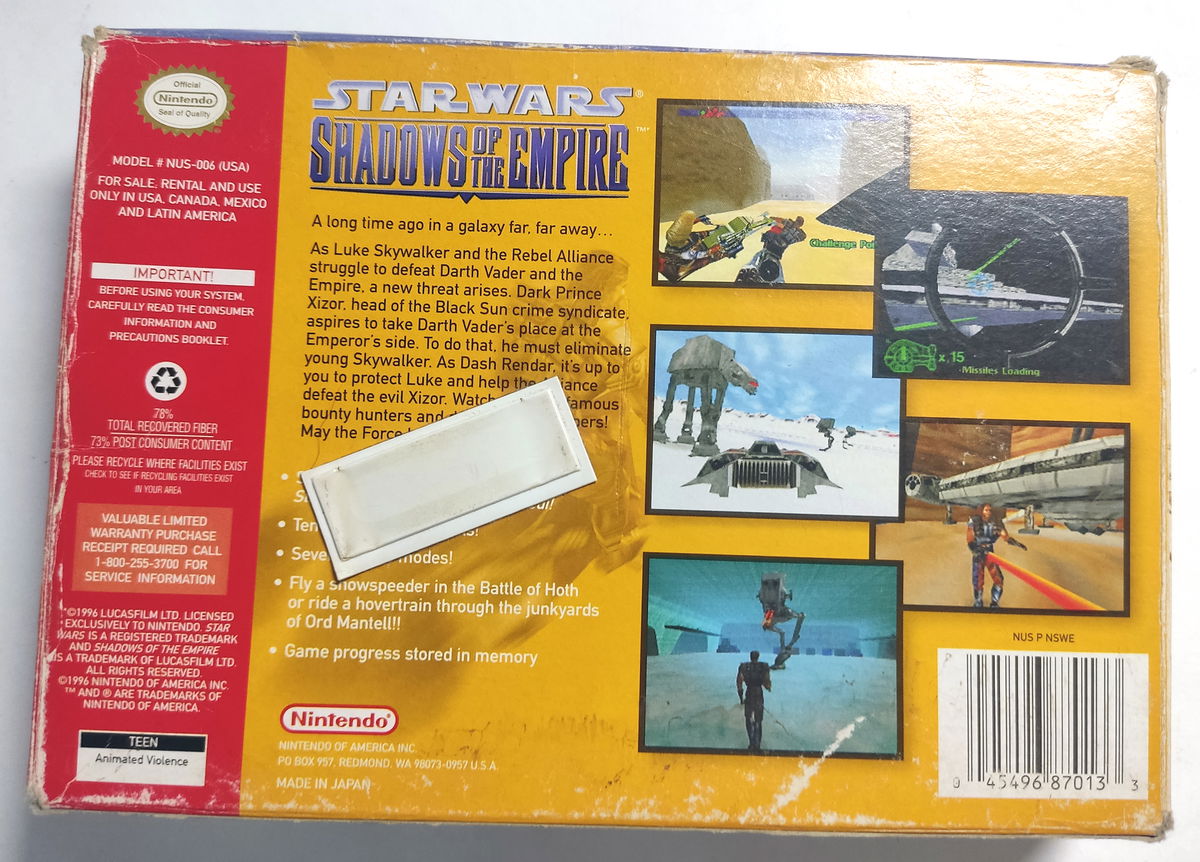 Official
Nintendo
Seal of Quality
MODEL # NUS-006 (USA)
FOR SALE, RENTAL AND USE
ONLY IN USA, CANADA, MEXICO
AND LATIN AMERICA
IMPORTANT!
BEFORE USING YOUR SYSTEM,
CAREFULLY READ THE CONSUMER
INFORMATION AND
PRECAUTIONS BOOKLET.
78%
TOTAL RECOVERED FIBER
73% POST CONSUMER CONTENT
PLEASE RECYCLE WHERE FACILITIES EXIST
CHECK TO SEE IF RECYCLING FACILITIES EXIST
IN YOUR AREA
VALUABLE LIMITED
WARRANTY PURCHASE
RECEIPT REQUIRED CALL
1-800-255-3700 FOR
SERVICE INFORMATION
©1996 LUCASFILM LTD. LICENSED
EXCLUSIVELY TO NINTENDO. STAR
WARS IS A REGISTERED TRADEMARK
AND SHADOWS OF THE EMPIRE
IS A TRADEMARK OF LUCASFILM LTD.
ALL RIGHTS RESERVED.
©1996 NINTENDO OF AMERICA INC.
™ AND ® ARE TRADEMARKS OF
NINTENDO OF AMERICA.
TEEN
Animated Violence
STAR WARS®
SHADOWS OF THE EMPIRE™
A long time ago in a galaxy far, far away...
As Luke Skywalker and the Rebel Alliance
struggle to defeat Darth Vader and the
Empire, a new threat arises. Dark Prince
Xizor, head of the Black Sun crime syndicate,
aspires to take Darth Vader's place at the
Emperor's side. To do that, he must eliminate
young Skywalker. As Dash Rendar, it's up to
you to protect Luke and help the Alliance
defeat the evil Xizor. Watch famous
bounty hunters and
May the Force
• Ten
• Seve modes!
• Fly a snowspeeder in the Battle of Hoth
or ride a hovertrain through the junkyards
of Ord Mantell!!
• Game progress stored in memory
Nintendo®
NINTENDO OF AMERICA INC.
PO BOX 957, REDMOND, WA 98073-0957 U.S.A.
MADE IN JAPAN
Challenge Poi
x 15
Missiles Loading
NUS P NSWE
0 45496 87013 3